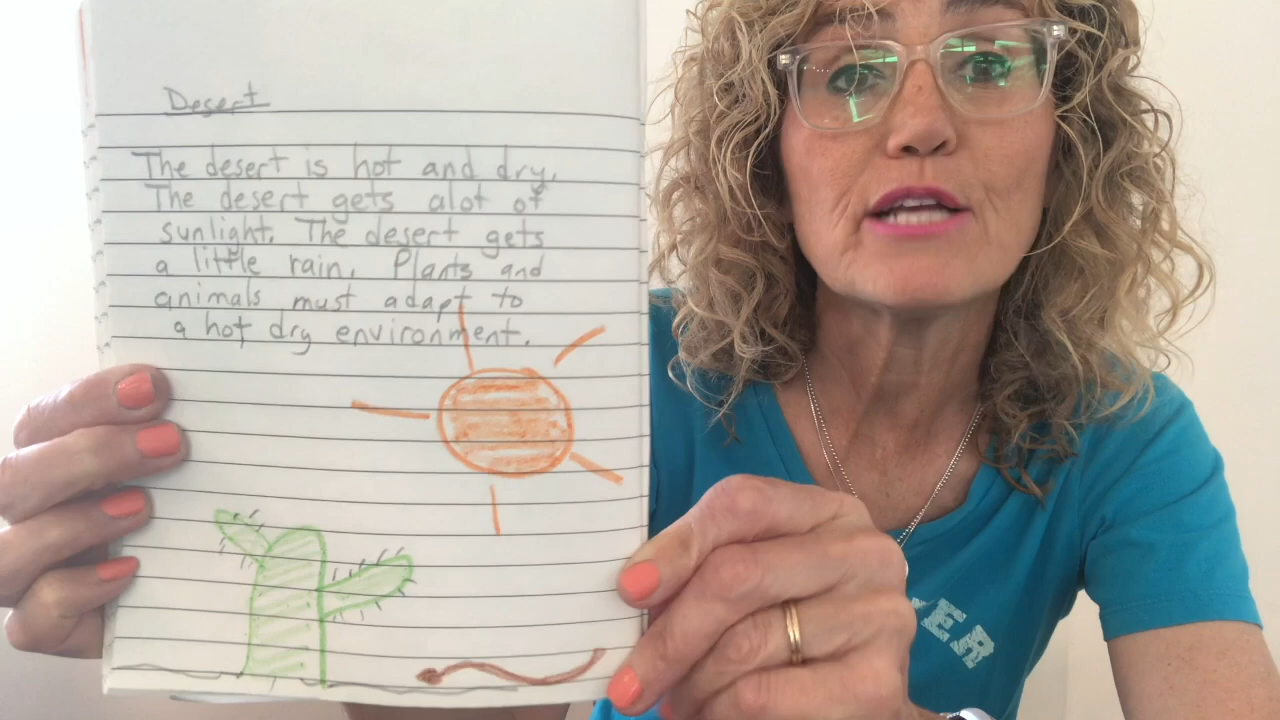 Desert
The desert is hot and dry.
The desert gets alot of
sunlight. The desert gets
a little rain. Plants and
animals must adapt to
a hot dry environment.